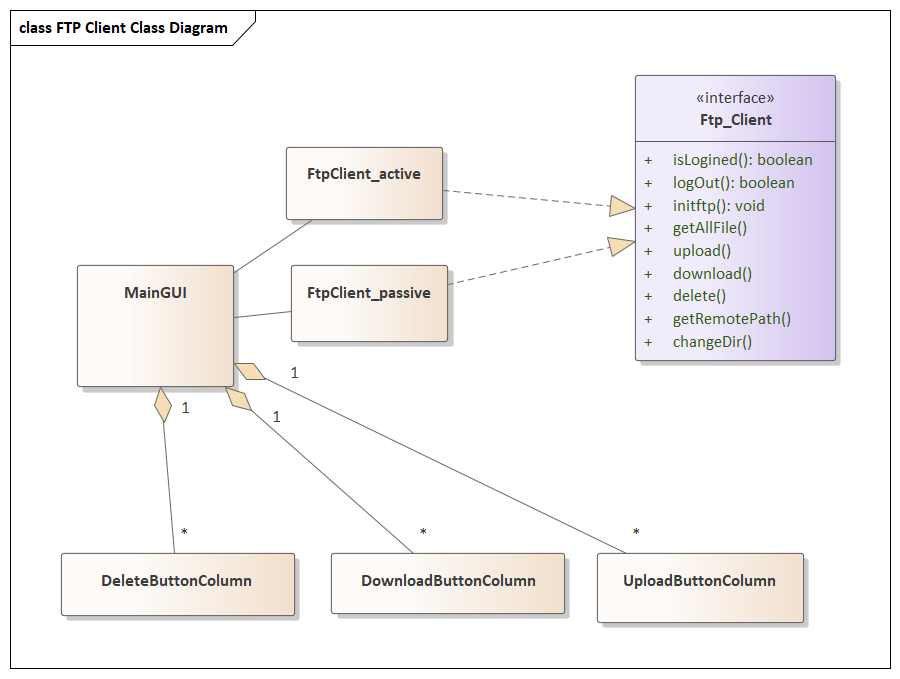 class FTP Client Class Diagram
«interface»
Ftp_Client
+ isLogined(): boolean
+ logOut(): boolean
+ initftp(): void
+ getAllFile()
+ upload()
+ download()
+ delete()
+ getRemotePath()
+ changeDir()
FtpClient_active
FtpClient_passive
MainGUI
1
1
1
*
*
*
DeleteButtonColumn
DownloadButtonColumn
UploadButtonColumn